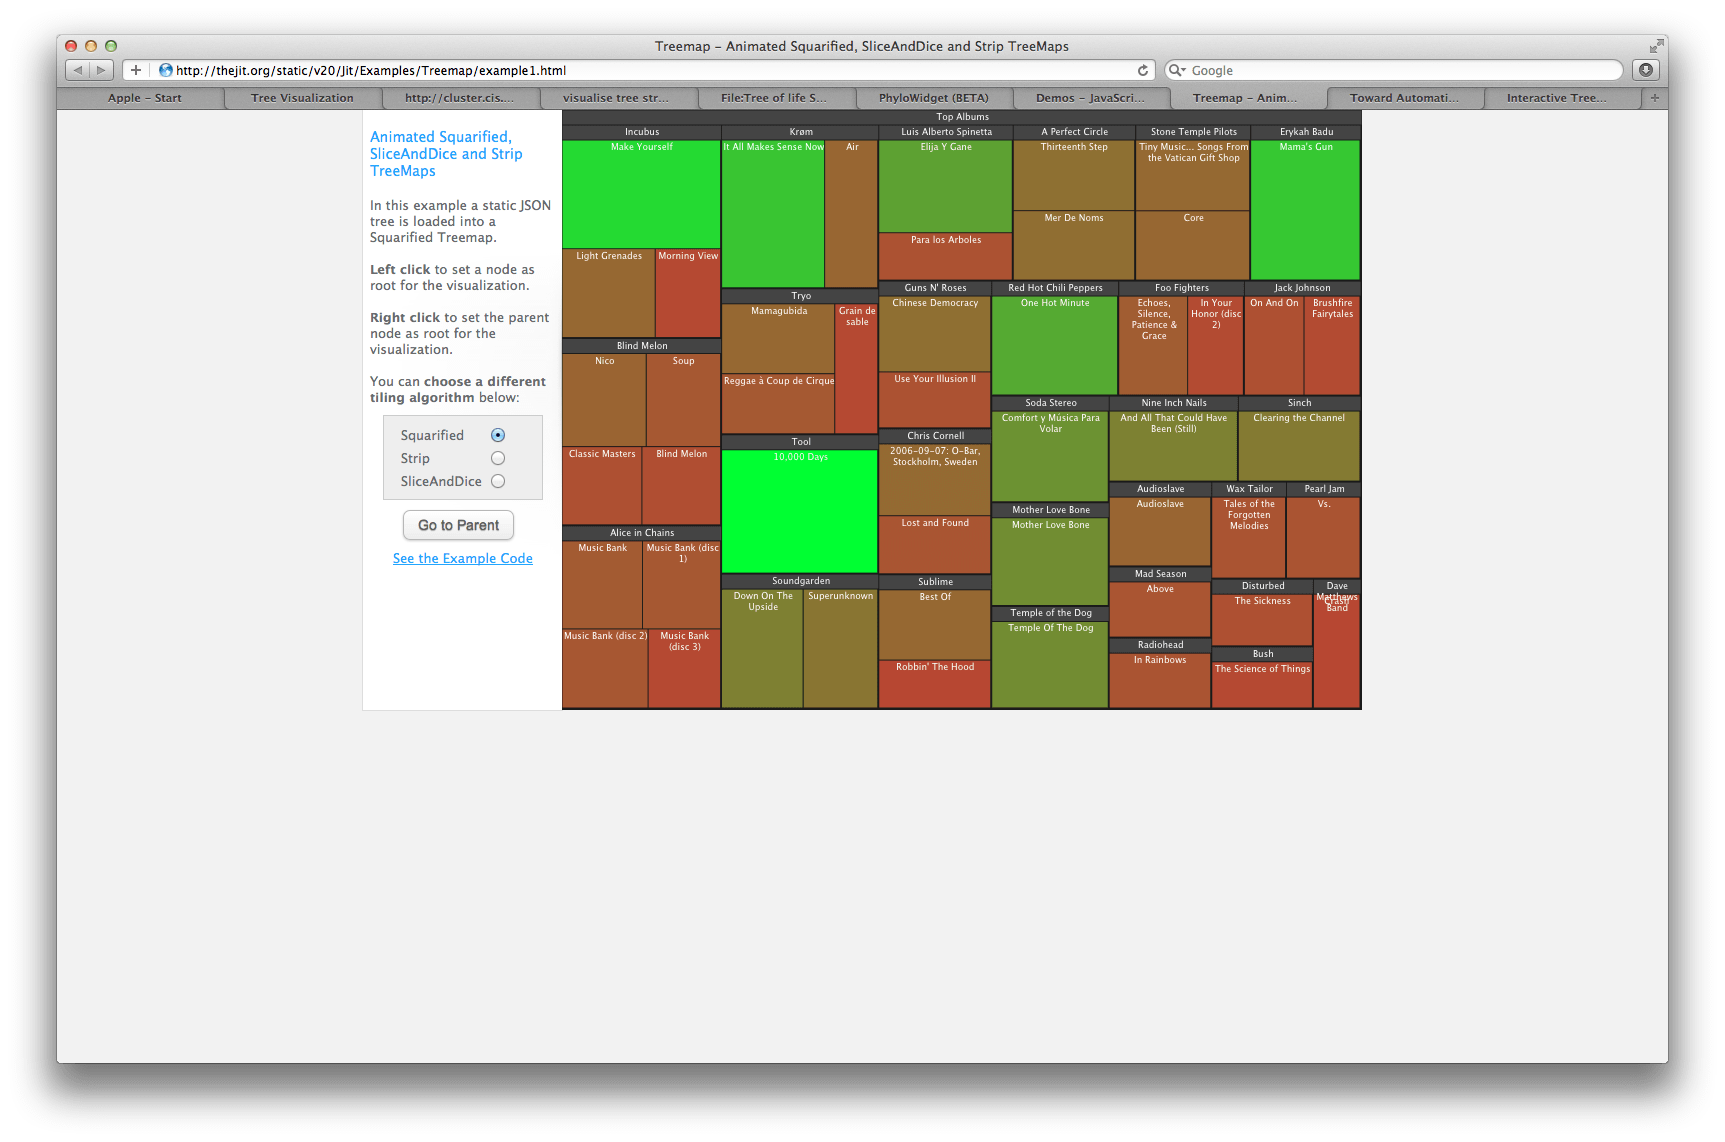 Treemap – Animated Squarified, SliceAndDice and Strip TreeMaps
http://thejit.org/static/v20/Jit/Examples/Treemap/example1.html
Google
Apple – Start
Tree Visualization
http://cluster.cis....
visualise tree str...
File:Tree of life S...
PhyloWidget (BETA)
Demos – JavaScri...
Treemap – Anim...
Toward Automati...
Interactive Tree...
Animated Squarified,
SliceAndDice and Strip
TreeMaps
In this example a static JSON
tree is loaded into a
Squarified Treemap.
Left click to set a node as
root for the visualization.
Right click to set the parent
node as root for the
visualization.
You can choose a different
tiling algorithm below:
Squarified
Strip
SliceAndDice
Go to Parent
See the Example Code
Top Albums
Incubus
Make Yourself
Light Grenades
Morning View
Blind Melon
Nico
Soup
Classic Masters
Blind Melon
Alice in Chains
Music Bank
Music Bank (disc
1)
Music Bank (disc 2)
Music Bank
(disc 3)
Krøm
It All Makes Sense Now
Air
Tryo
Mamagubida
Grain de
sable
Reggae à Coup de Cirque
Tool
10,000 Days
Soundgarden
Down On The
Upside
Superunknown
Luis Alberto Spinetta
Elija Y Gane
Para los Arboles
A Perfect Circle
Thirteenth Step
Mer De Noms
Stone Temple Pilots
Tiny Music... Songs From
the Vatican Gift Shop
Core
Erykah Badu
Mama's Gun
Guns N' Roses
Chinese Democracy
Use Your Illusion II
Chris Cornell
2006-09-07: O-Bar,
Stockholm, Sweden
Lost and Found
Sublime
Best Of
Robbin' The Hood
Red Hot Chili Peppers
One Hot Minute
Foo Fighters
Echoes,
Silence,
Patience &
Grace
In Your
Honor (disc
2)
Jack Johnson
On And On
Brushfire
Fairytales
Soda Stereo
Comfort y Música Para
Volar
Mother Love Bone
Mother Love Bone
Temple of the Dog
Temple Of The Dog
Nine Inch Nails
And All That Could Have
Been (Still)
Sinch
Clearing the Channel
Audioslave
Audioslave
Mad Season
Above
Radiohead
In Rainbows
Wax Tailor
Tales of the
Forgotten
Melodies
Pearl Jam
Vs.
Disturbed
The Sickness
Bush
The Science of Things
Dave
Matthews
Band
Crash